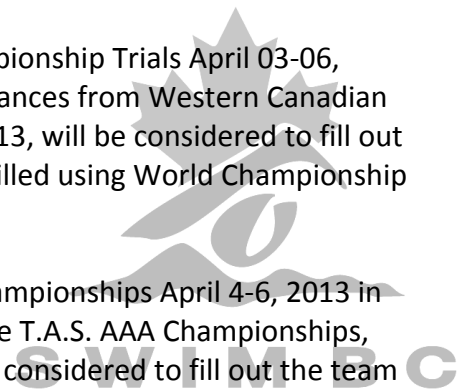 pionship Trials April 03-06,
ances from Western Canadian
13, will be considered to fill out
illed using World Championship
ampionships April 4-6, 2013 in
e T.A.S. AAA Championships,
considered to fill out the team
SWIM BC